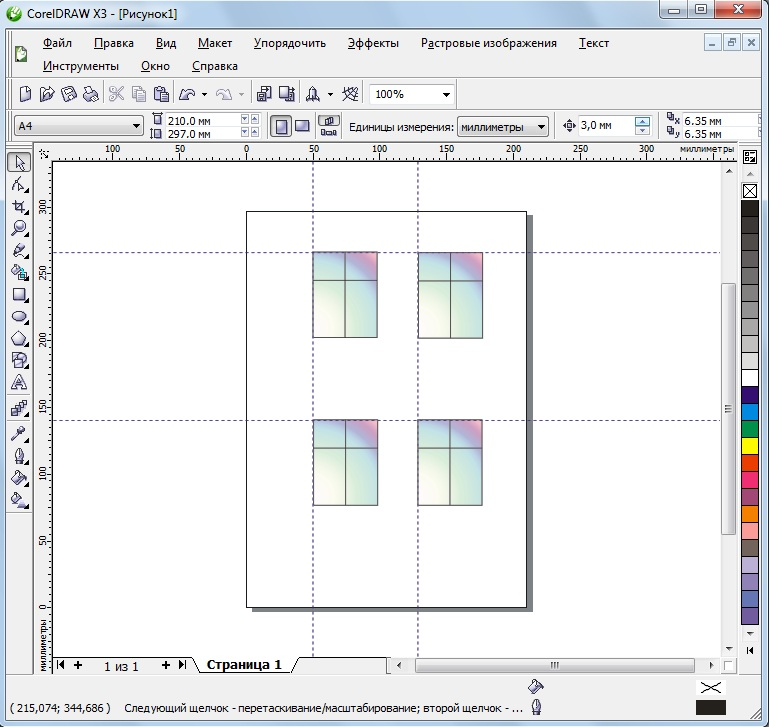 CorelDRAW X3 - [Рисунок1]
Файл Правка Вид Макет Упорядочить Эффекты Растровые изображения Текст
Инструменты Окно Справка
100%
A4 210.0 мм 297.0 мм Единицы измерения: миллиметры 3,0 мм 6.35 мм 6.35 мм
100 50 0 50 100 150 200 250 300 миллиметры
300
250
200
150
100
50
0
миллиметры
1 из 1 Страница 1
( 215,074; 344,686 ) Следующий щелчок - перетаскивание/масштабирование; второй щелчок - ...